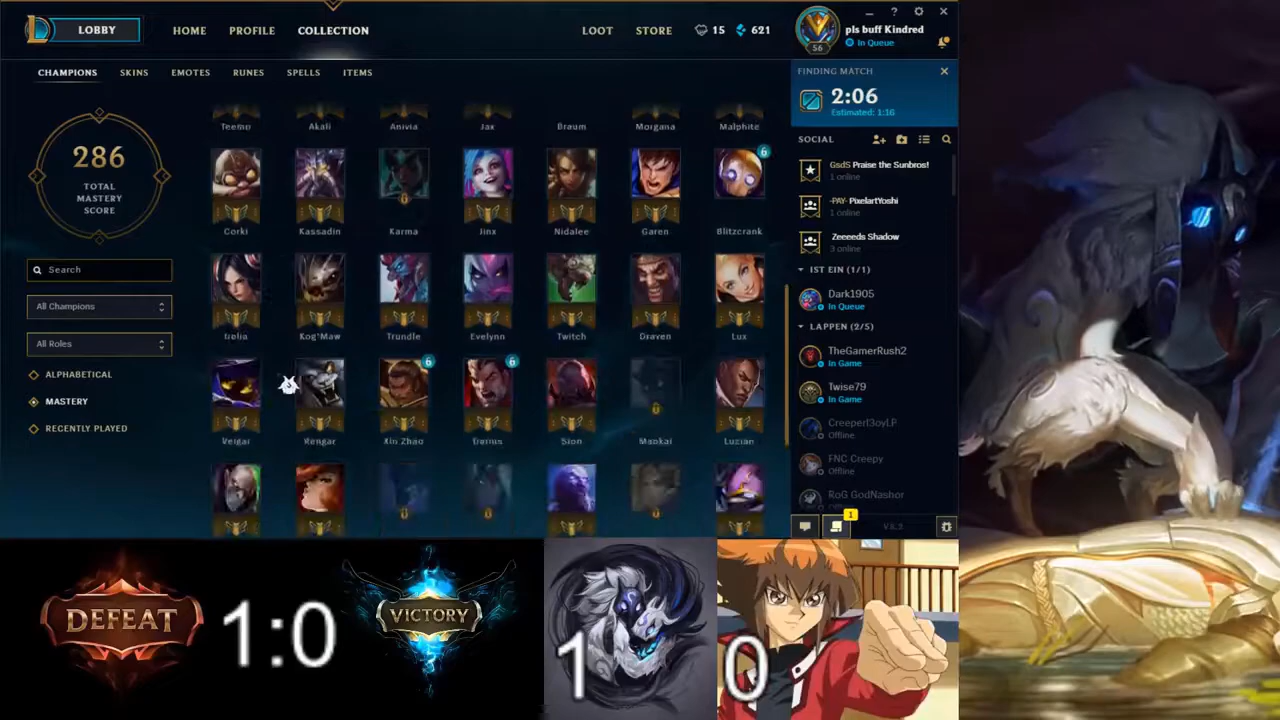 LOBBY
HOME
PROFILE
COLLECTION
LOOT
STORE
15
621
?
56
pls buff Kindred
In Queue
CHAMPIONS
SKINS
EMOTES
RUNES
SPELLS
ITEMS
FINDING MATCH
2:06
Estimated: 1:16
286
TOTAL
MASTERY
SCORE
Search
All Champions
All Roles
ALPHABETICAL
MASTERY
RECENTLY PLAYED
Teemo
Akali
Anivia
Jax
Braum
Morgana
Malphite
6
Corki
Kassadin
Karma
Jinx
Nidalee
Garen
Blitzcrank
Irelia
Kog'Maw
Trundle
Evelynn
Twitch
Draven
Lux
6
6
Veigar
Rengar
Xin Zhao
Darius
Sion
Maokai
Luzian
SOCIAL
GsdS Praise the Sunbros!
1 online
-PAY- PixelartYoshi
1 online
Zeeeeds Shadow
3 online
IST EIN (1/1)
Dark1905
In Queue
LAPPEN (2/5)
TheGamerRush2
In Game
Twise79
In Game
Creeperl3oyLP
Offline
FNC Creepy
Offline
RoG GodNashor
1
V8.3
DEFEAT
1:0
VICTORY
1
0